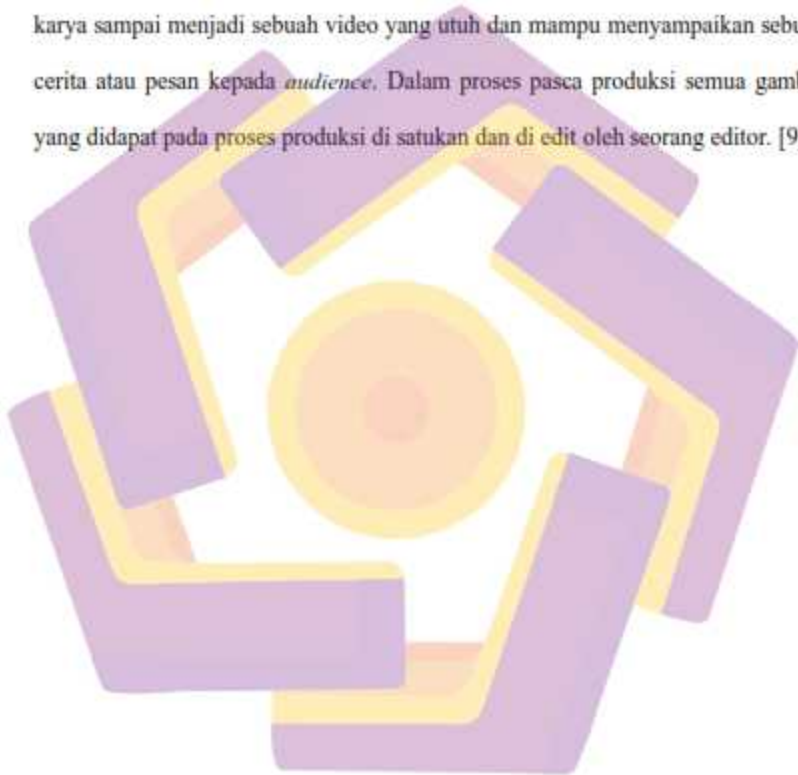 karya sampai menjadi sebuah video yang utuh dan mampu menyampaikan sebu
cerita atau pesan kepada audience. Dalam proses pasca produksi semua gamb
yang didapat pada proses produksi di satukan dan di edit oleh seorang editor. [9